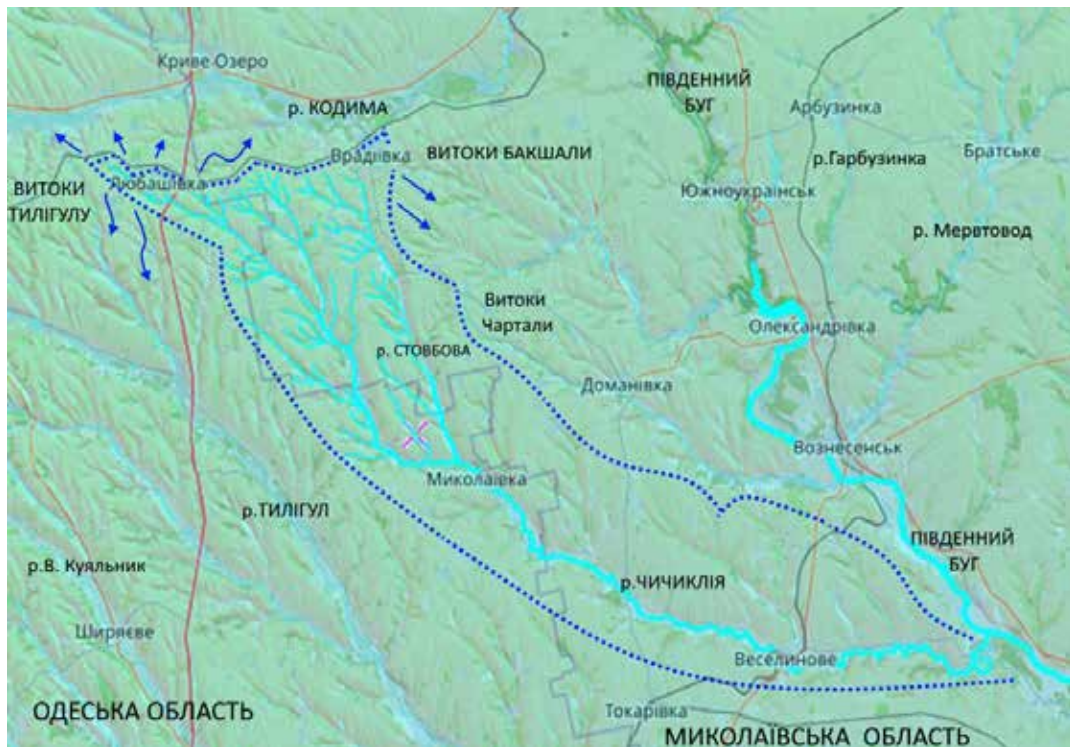 Криве Озеро
ПІВДЕННИЙ
БУГ
р. КОДИМА
Арбузинка
Врадіївка
ВИТОКИ БАКШАЛИ
р.Гарбузинка
Братське
Любашівка
ВИТОКИ
ТИЛІГУЛУ
Южноукраїнськ
р. Мервтовод
Витоки
Чартали
Олександрівка
р. СТОВБОВА
Доманівка
Вознесенськ
Миколаївка
р.ТИЛІГУЛ
ПІВДЕННИЙ
БУГ
р.В. Куяльник
р.ЧИЧИКЛІЯ
Ширяєве
Веселинове
ОДЕСЬКА ОБЛАСТЬ
Токарівка
МИКОЛАЇВСЬКА ОБЛАСТЬ